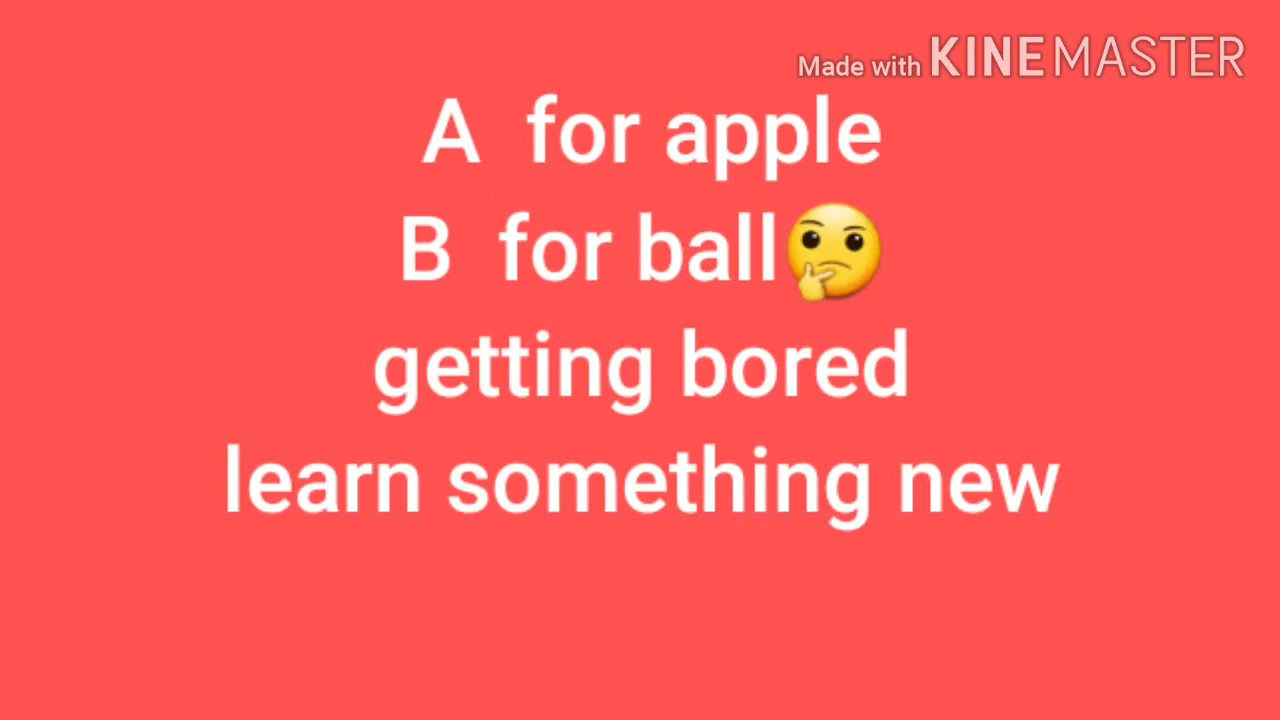 Made with KINEMASTER
A for apple
B for ball🤔
getting bored
learn something new